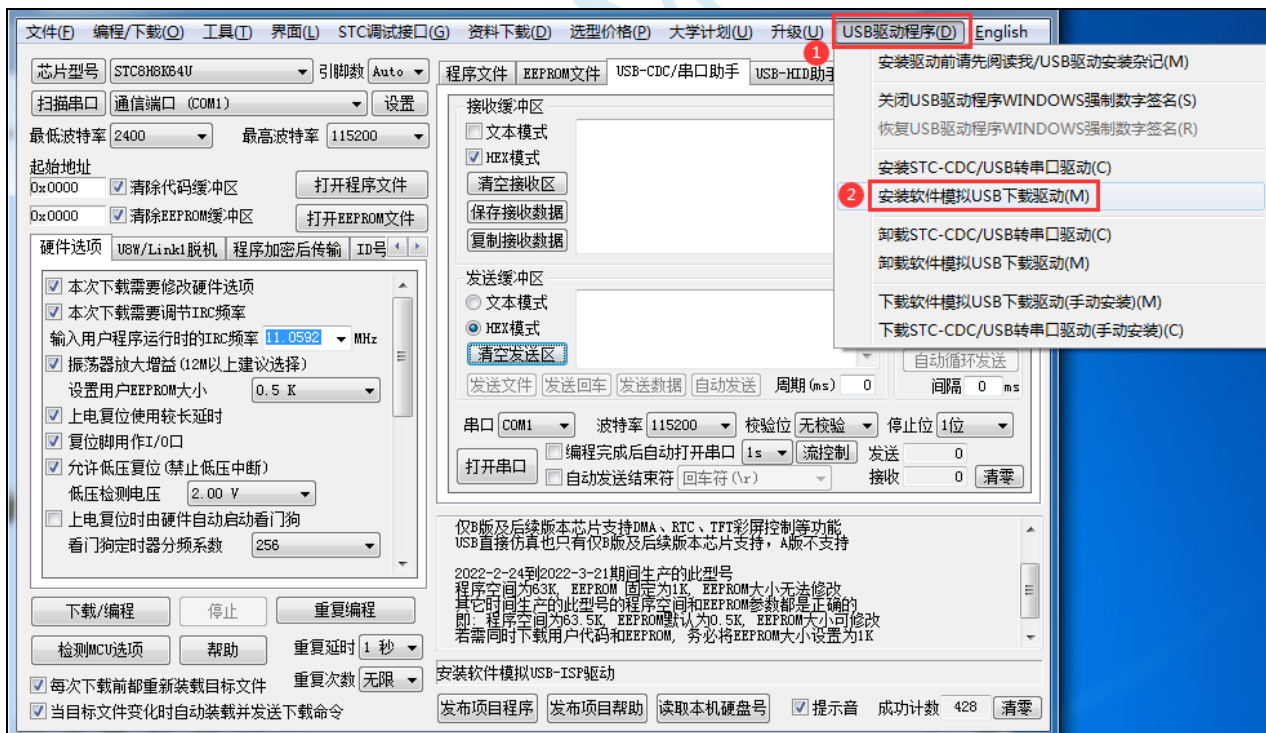 文件(F) 编程/下载(O) 工具(T) 界面(L) STC调试接口(G) 资料下载(D) 选型价格(P) 大学计划(U) 升级(U) USB驱动程序(D) English
1
芯片型号 STC8H8K64U 引脚数 Auto
扫描串口 通信端口 (COM1) 设置
最低波特率 2400 最高波特率 115200
起始地址
0x0000 清除代码缓冲区 打开程序文件
0x0000 清除EEPROM缓冲区 打开EEPROM文件
硬件选项 U8W/Link1脱机 程序加密后传输 ID号
本次下载需要修改硬件选项
本次下载需要调节IRC频率
输入用户程序运行时的IRC频率 11.0592 MHz
振荡器放大增益(12M以上建议选择)
设置用户EEPROM大小 0.5 K
上电复位使用较长延时
复位脚用作I/O口
允许低压复位(禁止低压中断)
低压检测电压 2.00 V
上电复位时由硬件自动启动看门狗
看门狗定时器分频系数 256
下载/编程 停止 重复编程
检测MCU选项 帮助 重复延时 1 秒
每次下载前都重新装载目标文件 重复次数 无限
当目标文件变化时自动装载并发送下载命令
程序文件 EEPROM文件 USB-CDC/串口助手 USB-HID助手
接收缓冲区
文本模式
HEX模式
清空接收区
保存接收数据
复制接收数据
发送缓冲区
文本模式
HEX模式
清空发送区 自动循环发送
发送文件 发送回车 发送数据 自动发送 周期(ms) 0 间隔 0 ms
串口 COM1 波特率 115200 校验位 无校验 停止位 1位
打开串口 编程完成后自动打开串口 1s 流控制 发送 0
自动发送结束符 回车符(\r) 接收 0 清零
仅B版及后续版本芯片支持DMA、RTC、TFT彩屏控制等功能
USB直接仿真也只有仅B版及后续版本芯片支持，A版不支持
2022-2-24到2022-3-21期间生产的此型号
程序空间为63K, EEPROM 固定为1K, EEPROM大小无法修改
其它时间生产的此型号的程序空间和EEPROM参数都是正确的
即: 程序空间为63.5K, EEPROM默认为0.5K, EEPROM大小可修改
若需同时下载用户代码和EEPROM, 务必将EEPROM大小设置为1K
安装软件模拟USB-ISP驱动
发布项目程序 发布项目帮助 读取本机硬盘号 提示音 成功计数 428 清零
安装驱动前请先阅读我/USB驱动安装杂记(M)
关闭USB驱动程序WINDOWS强制数字签名(S)
恢复USB驱动程序WINDOWS强制数字签名(R)
安装STC-CDC/USB转串口驱动(C)
2 安装软件模拟USB下载驱动(M)
卸载STC-CDC/USB转串口驱动(C)
卸载软件模拟USB下载驱动(M)
下载软件模拟USB下载驱动(手动安装)(M)
下载STC-CDC/USB转串口驱动(手动安装)(C)